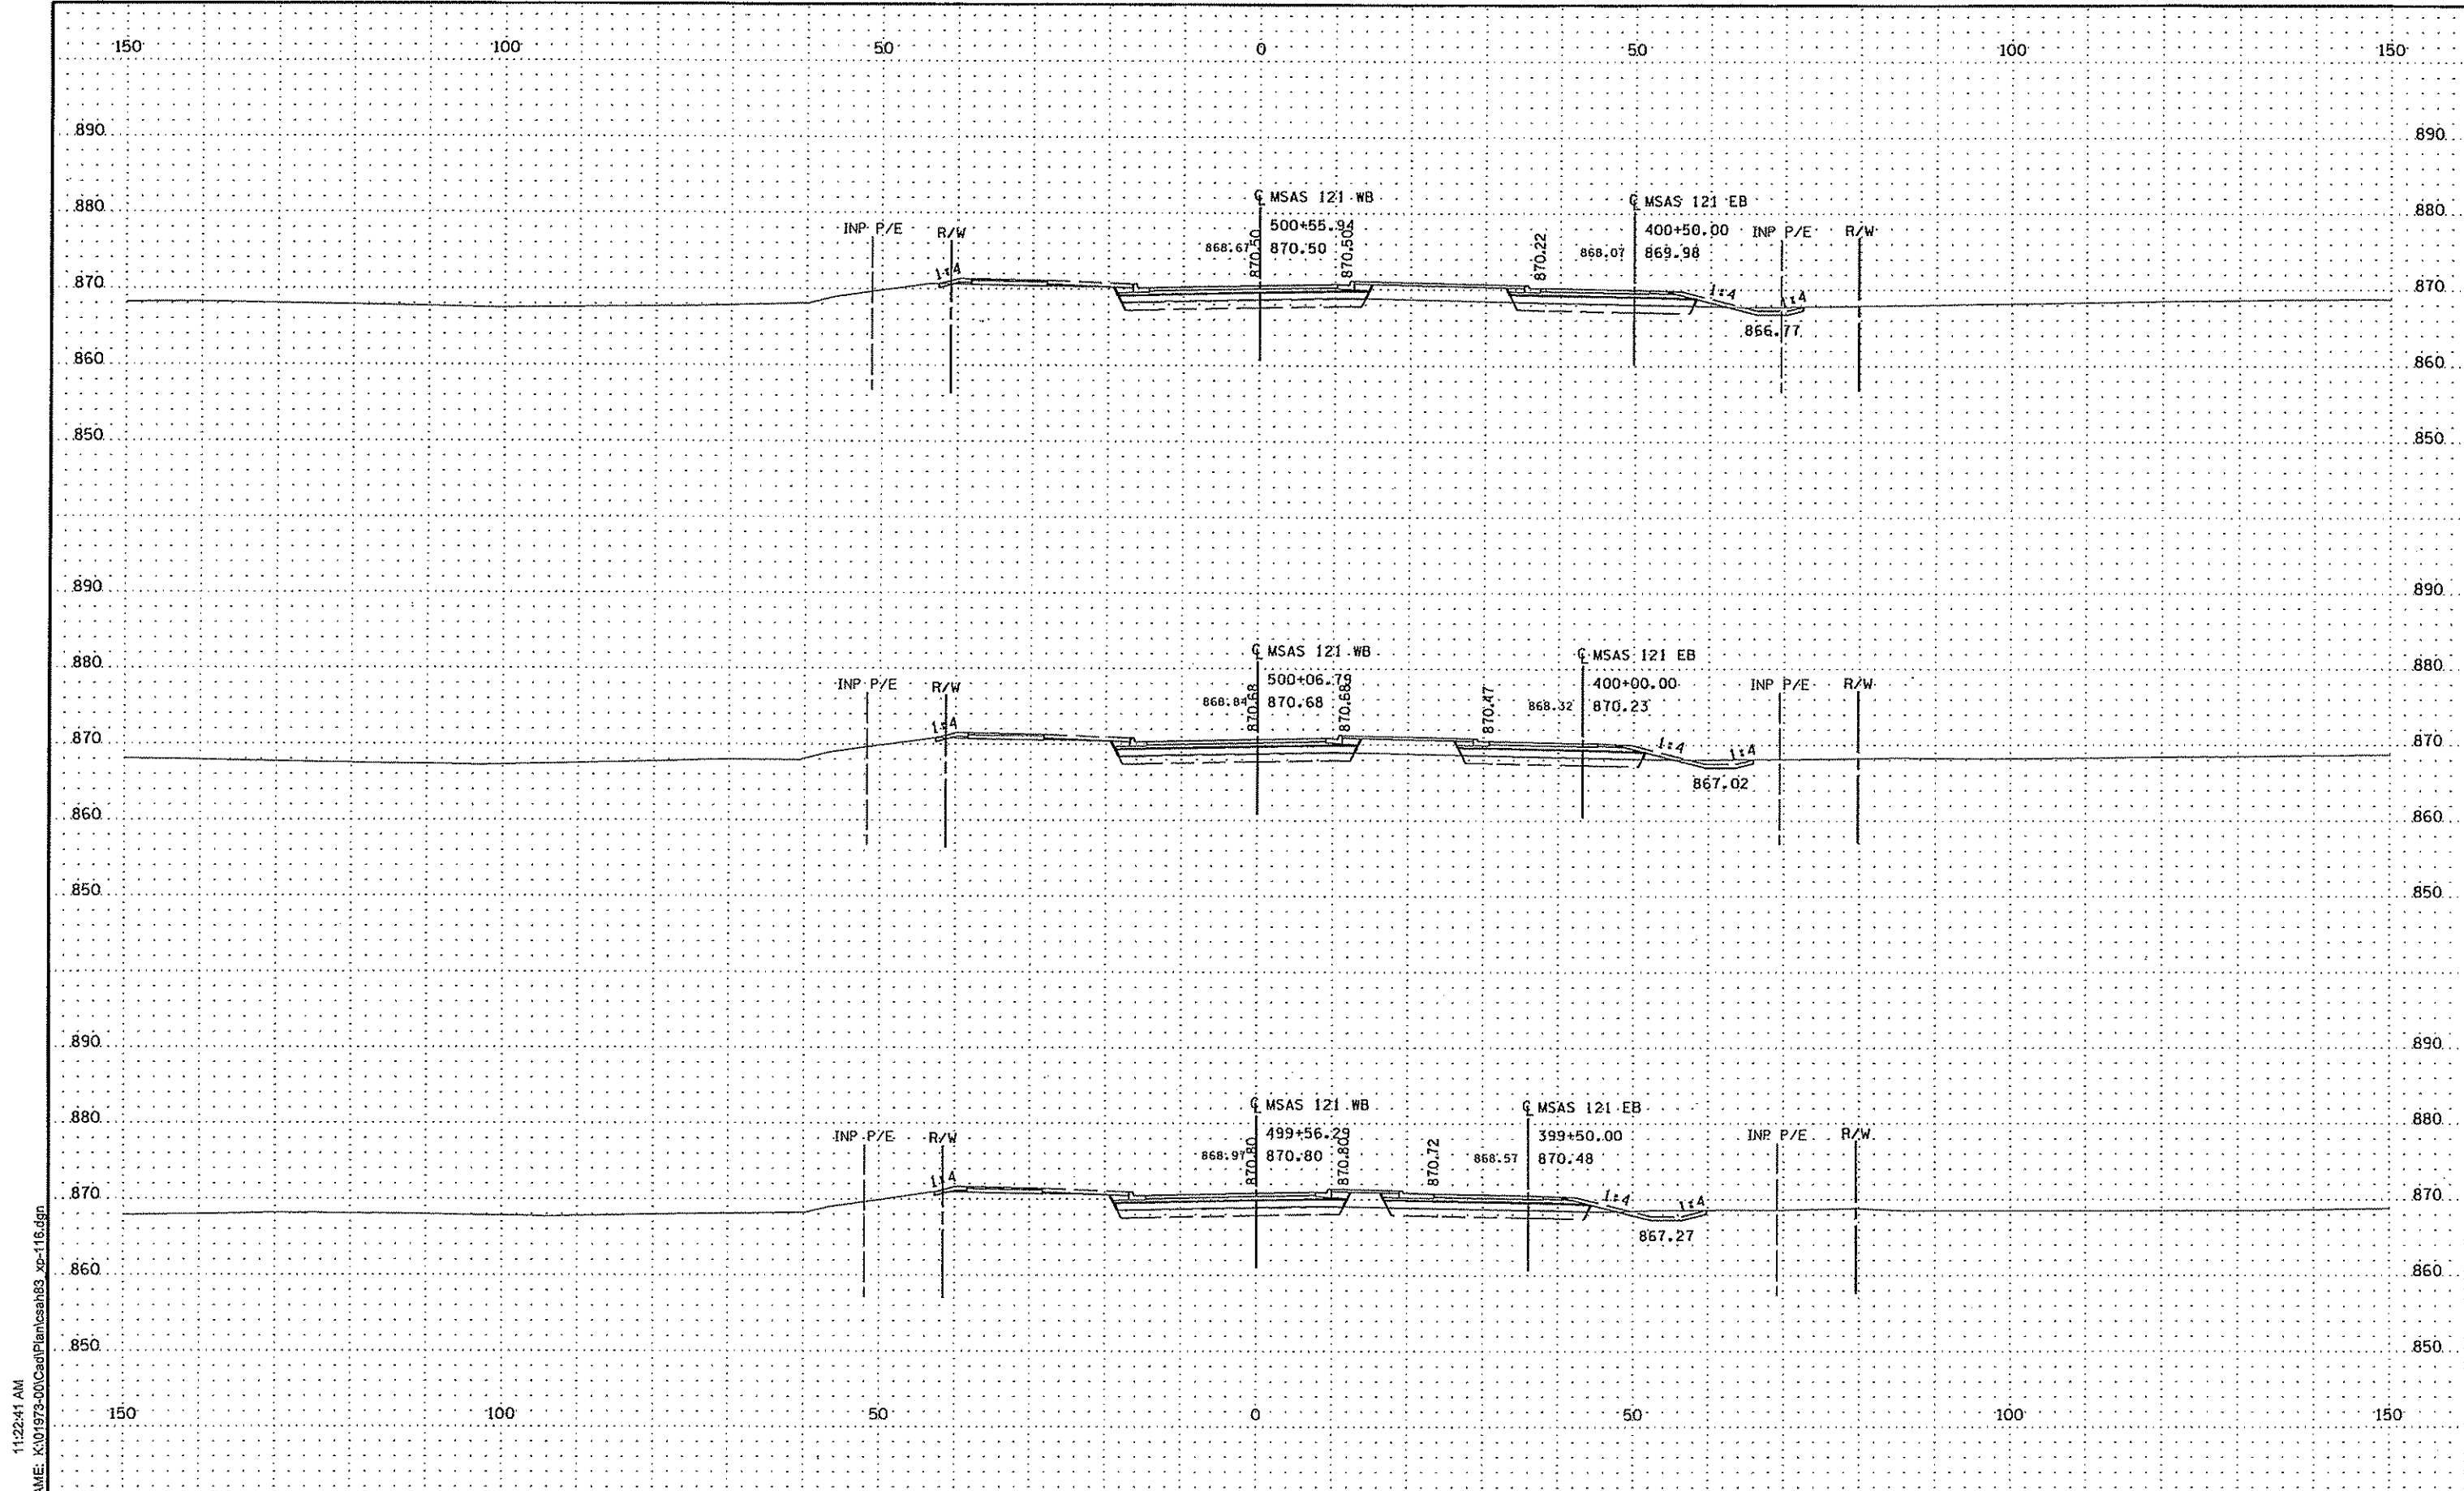 150 100 50 0 50 100 150
890 890
880 880
℄ MSAS 121 WB
500+55.94
870.50
868.67
870.50
870.50
℄ MSAS 121 EB
400+50.00
869.98
868.07
870.22
INP P/E R/W INP P/E R/W
1:4 1:4 1:4
870 870
866.77
860 860
850 850
890 890
880 880
℄ MSAS 121 WB
500+06.79
870.68
868.84
870.68
870.68
℄ MSAS 121 EB
400+00.00
870.23
868.32
870.47
INP P/E R/W INP P/E R/W
1:4 1:4 1:4
870 870
867.02
860 860
850 850
890 890
880 880
℄ MSAS 121 WB
499+56.29
870.80
868.97
870.80
870.80
℄ MSAS 121 EB
399+50.00
870.48
868.57
870.72
INP P/E R/W INP P/E R/W
1:4 1:4 1:4
870 870
867.27
860 860
850 850
150 100 50 0 50 100 150
11:22:41 AM
AME: K:\01973-00\Cad\Plan\csah83_xp-116.dgn